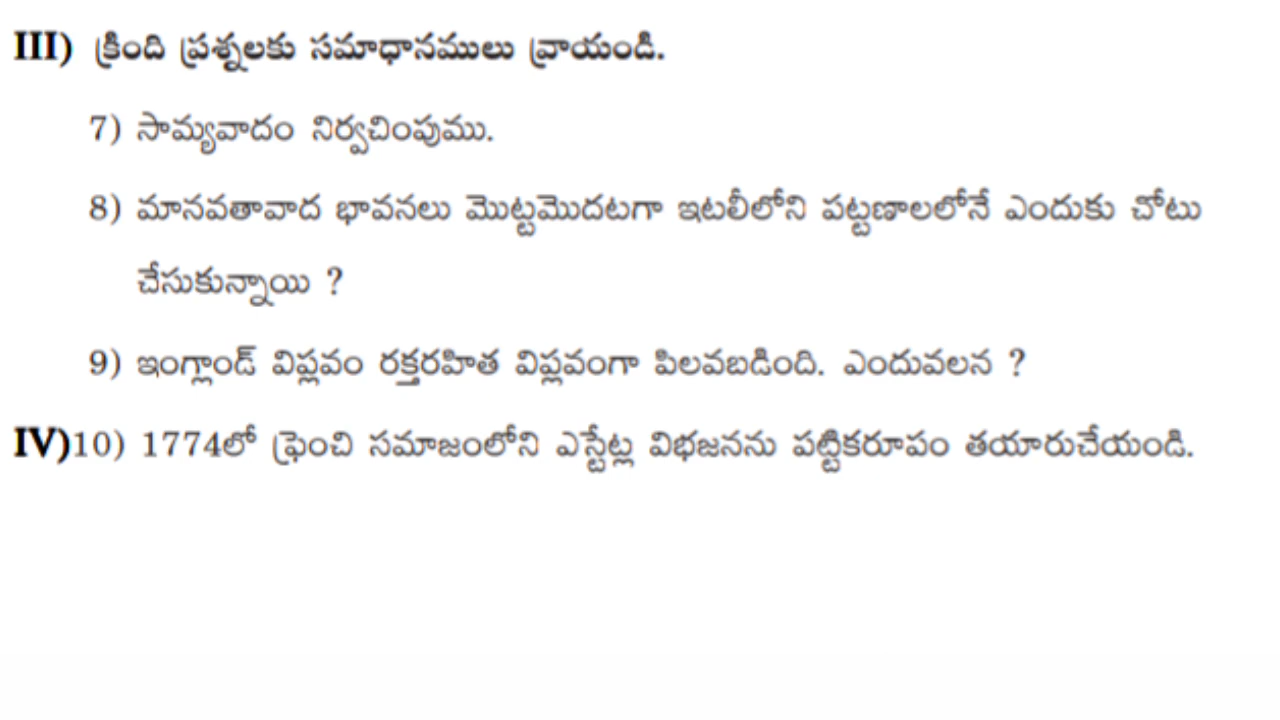 III) క్రింది ప్రశ్నలకు సమాధానములు వ్రాయండి.
7) సామ్యవాదం నిర్వచింపుము.
8) మానవతావాద భావనలు మొట్టమొదటగా ఇటలీలోని పట్టణాలలోనే ఎందుకు చోటు
చేసుకున్నాయి ?
9) ఇంగ్లాండ్ విప్లవం రక్తరహిత విప్లవంగా పిలవబడింది. ఎందువలన ?
IV)10) 1774లో ఫ్రెంచి సమాజంలోని ఎస్టేట్ల విభజనను పట్టికరూపం తయారుచేయండి.